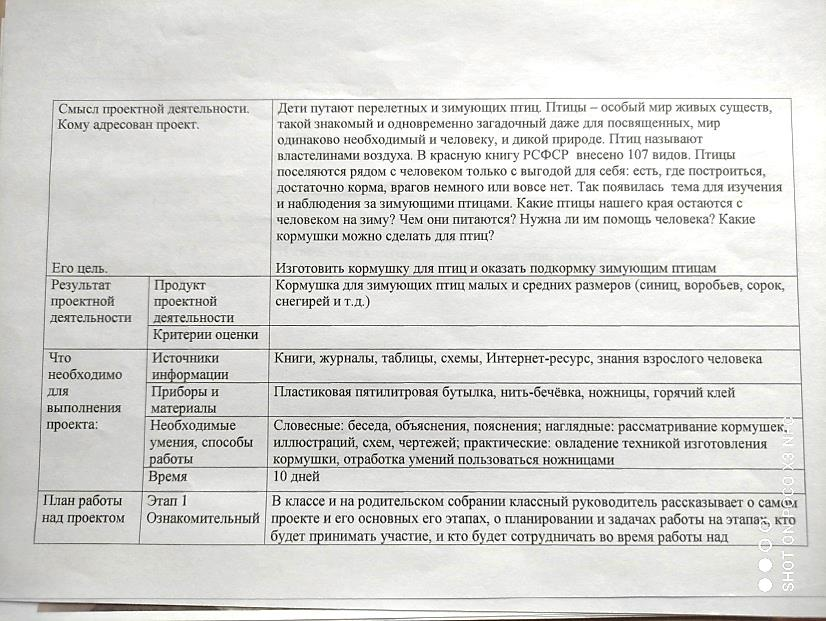 Смысл проектной деятельности.
Кому адресован проект.
Дети путают перелетных и зимующих птиц. Птицы – особый мир живых существ,
такой знакомый и одновременно загадочный даже для посвященных, мир
одинаково необходимый и человеку, и дикой природе. Птиц называют
властелинами воздуха. В красную книгу РСФСР внесено 107 видов. Птицы
поселяются рядом с человеком только с выгодой для себя: есть, где построиться,
достаточно корма, врагов немного или вовсе нет. Так появилась тема для изучения
и наблюдения за зимующими птицами. Какие птицы нашего края остаются с
человеком на зиму? Чем они питаются? Нужна ли им помощь человека? Какие
кормушки можно сделать для птиц?
Его цель.
Изготовить кормушку для птиц и оказать подкормку зимующим птицам
Результат
проектной
деятельности
Продукт
проектной
деятельности
Кормушка для зимующих птиц малых и средних размеров (синиц, воробьев, сорок,
снегирей и т.д.)
Критерии оценки
Что
необходимо
для
выполнения
проекта:
Источники
информации
Книги, журналы, таблицы, схемы, Интернет-ресурс, знания взрослого человека
Приборы и
материалы
Пластиковая пятилитровая бутылка, нить-бечёвка, ножницы, горячий клей
Необходимые
умения, способы
работы
Словесные: беседа, объяснения, пояснения; наглядные: рассматривание кормушек,
иллюстраций, схем, чертежей; практические: овладение техникой изготовления
кормушки, отработка умений пользоваться ножницами
Время
10 дней
План работы
над проектом
Этап 1
Ознакомительный
В классе и на родительском собрании классный руководитель рассказывает о самом
проекте и его основных его этапах, о планировании и задачах работы на этапах, кто
будет принимать участие, и кто будет сотрудничать во время работы над
SHOT ON POCO X3 NFC